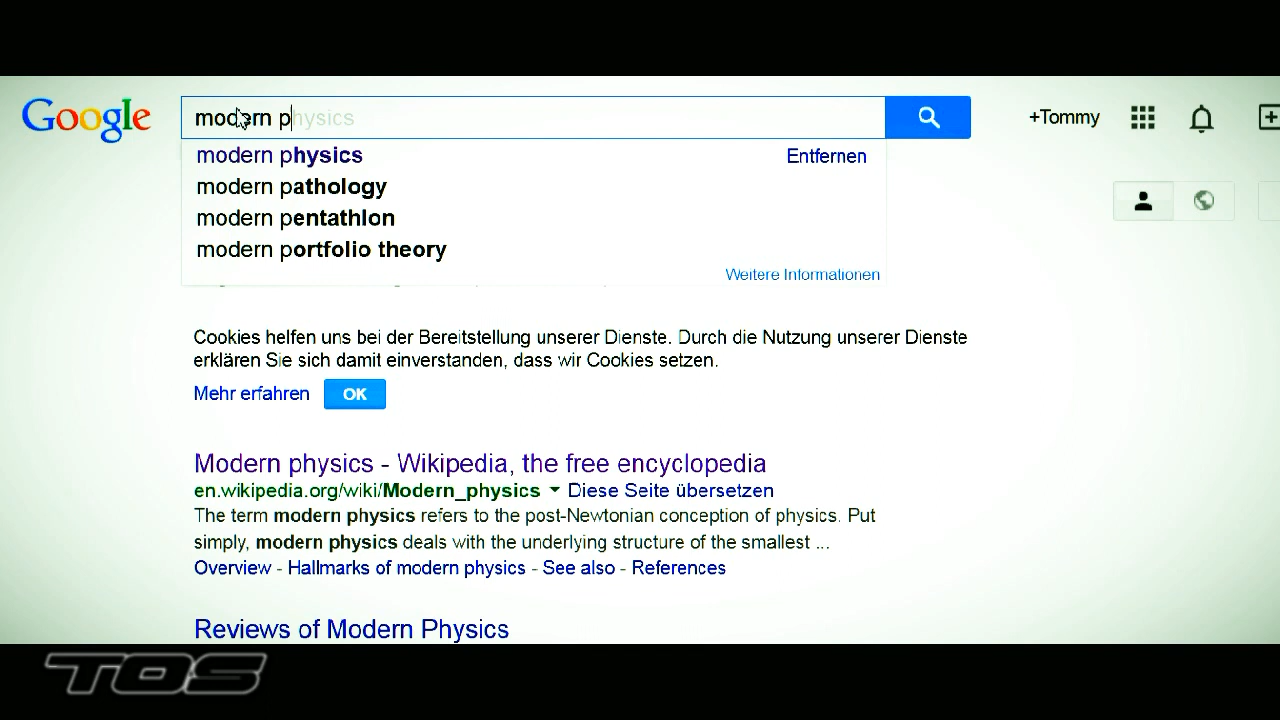 Google
modern physics
+Tommy
modern physics
Entfernen
modern pathology
modern pentathlon
modern portfolio theory
Weitere Informationen
Cookies helfen uns bei der Bereitstellung unserer Dienste. Durch die Nutzung unserer Dienste
erklären Sie sich damit einverstanden, dass wir Cookies setzen.
Mehr erfahren OK
Modern physics - Wikipedia, the free encyclopedia
en.wikipedia.org/wiki/Modern_physics Diese Seite übersetzen
The term modern physics refers to the post-Newtonian conception of physics. Put
simply, modern physics deals with the underlying structure of the smallest ...
Overview - Hallmarks of modern physics - See also - References
Reviews of Modern Physics
TOS